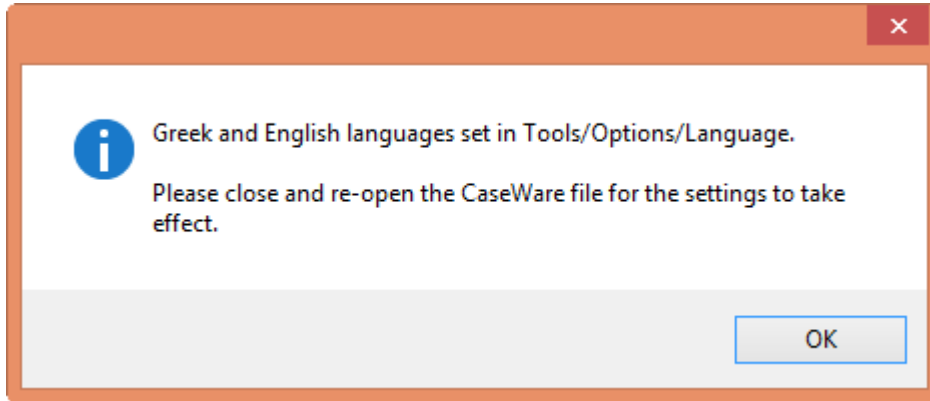 Greek and English languages set in Tools/Options/Language.
Please close and re-open the CaseWare file for the settings to take
effect.
OK